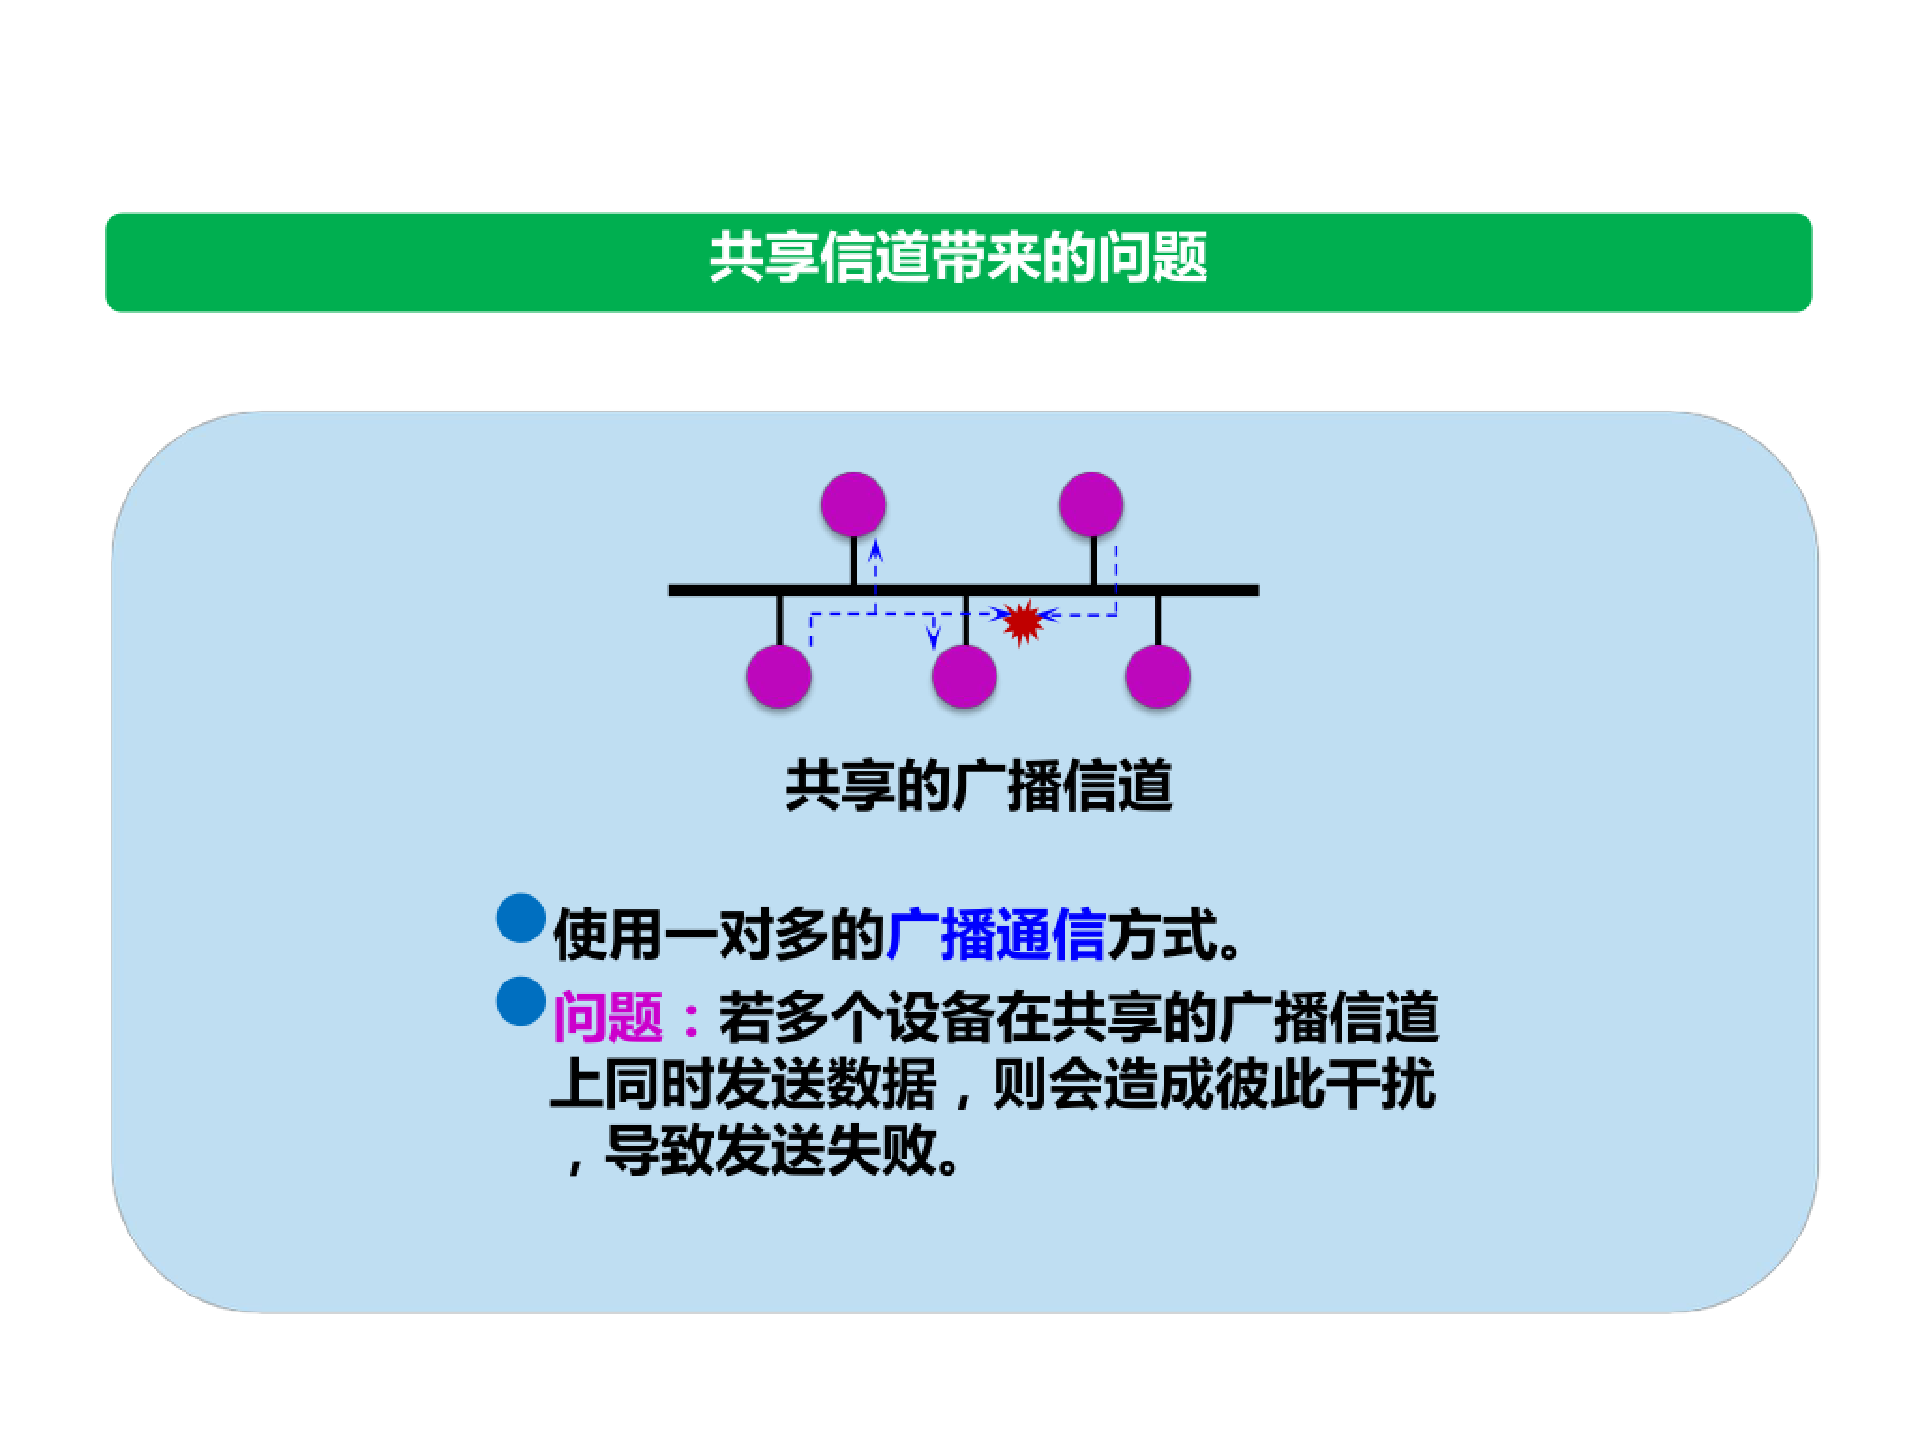 共享信道带来的问题
共享的广播信道
使用一对多的广播通信方式。
问题：若多个设备在共享的广播信道
上同时发送数据，则会造成彼此干扰
，导致发送失败。